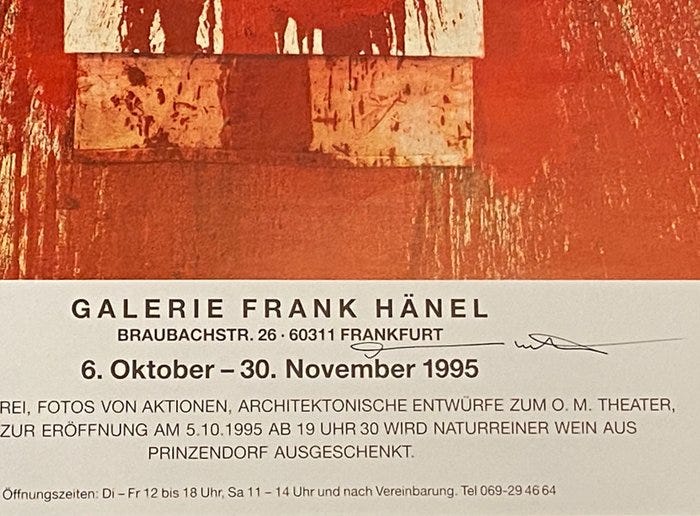 GALERIE FRANK HÄNEL
BRAUBACHSTR. 26 · 60311 FRANKFURT
6. Oktober – 30. November 1995
REI, FOTOS VON AKTIONEN, ARCHITEKTONISCHE ENTWÜRFE ZUM O. M. THEATER,
ZUR ERÖFFNUNG AM 5.10.1995 AB 19 UHR 30 WIRD NATURREINER WEIN AUS
PRINZENDORF AUSGESCHENKT.
Öffnungszeiten: Di – Fr 12 bis 18 Uhr, Sa 11 – 14 Uhr und nach Vereinbarung. Tel 069-29 46 64